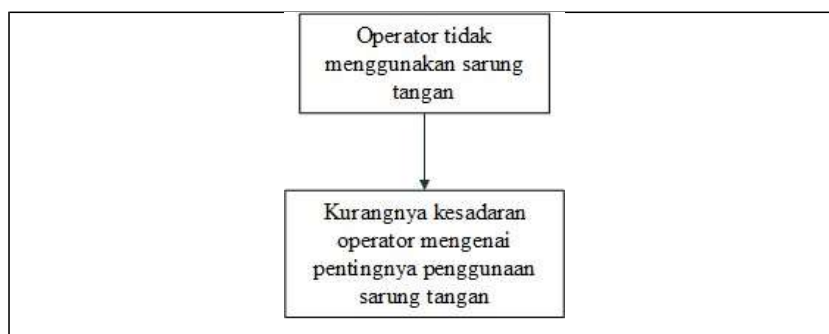 Operator tidak
menggunakan sarung
tangan
Kurangnya kesadaran
operator mengenai
pentingnya penggunaan
sarung tangan